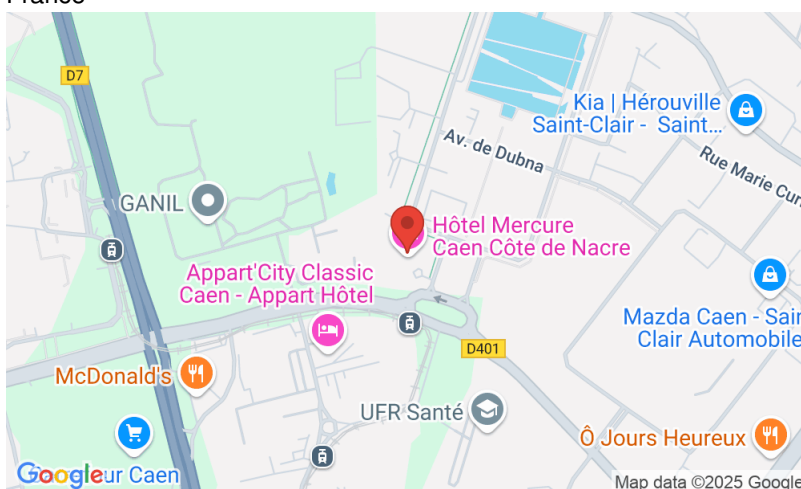 France
D7
Kia | Hérouville
Saint-Clair - Saint...
Av. de Dubna
Rue Marie Curi
GANIL
Hôtel Mercure
Caen Côte de Nacre
Appart'City Classic
Caen - Appart Hôtel
Mazda Caen - Sain
Clair Automobile
D401
McDonald's
UFR Santé
Ô Jours Heureux
Google
ur Caen
Map data ©2025 Google